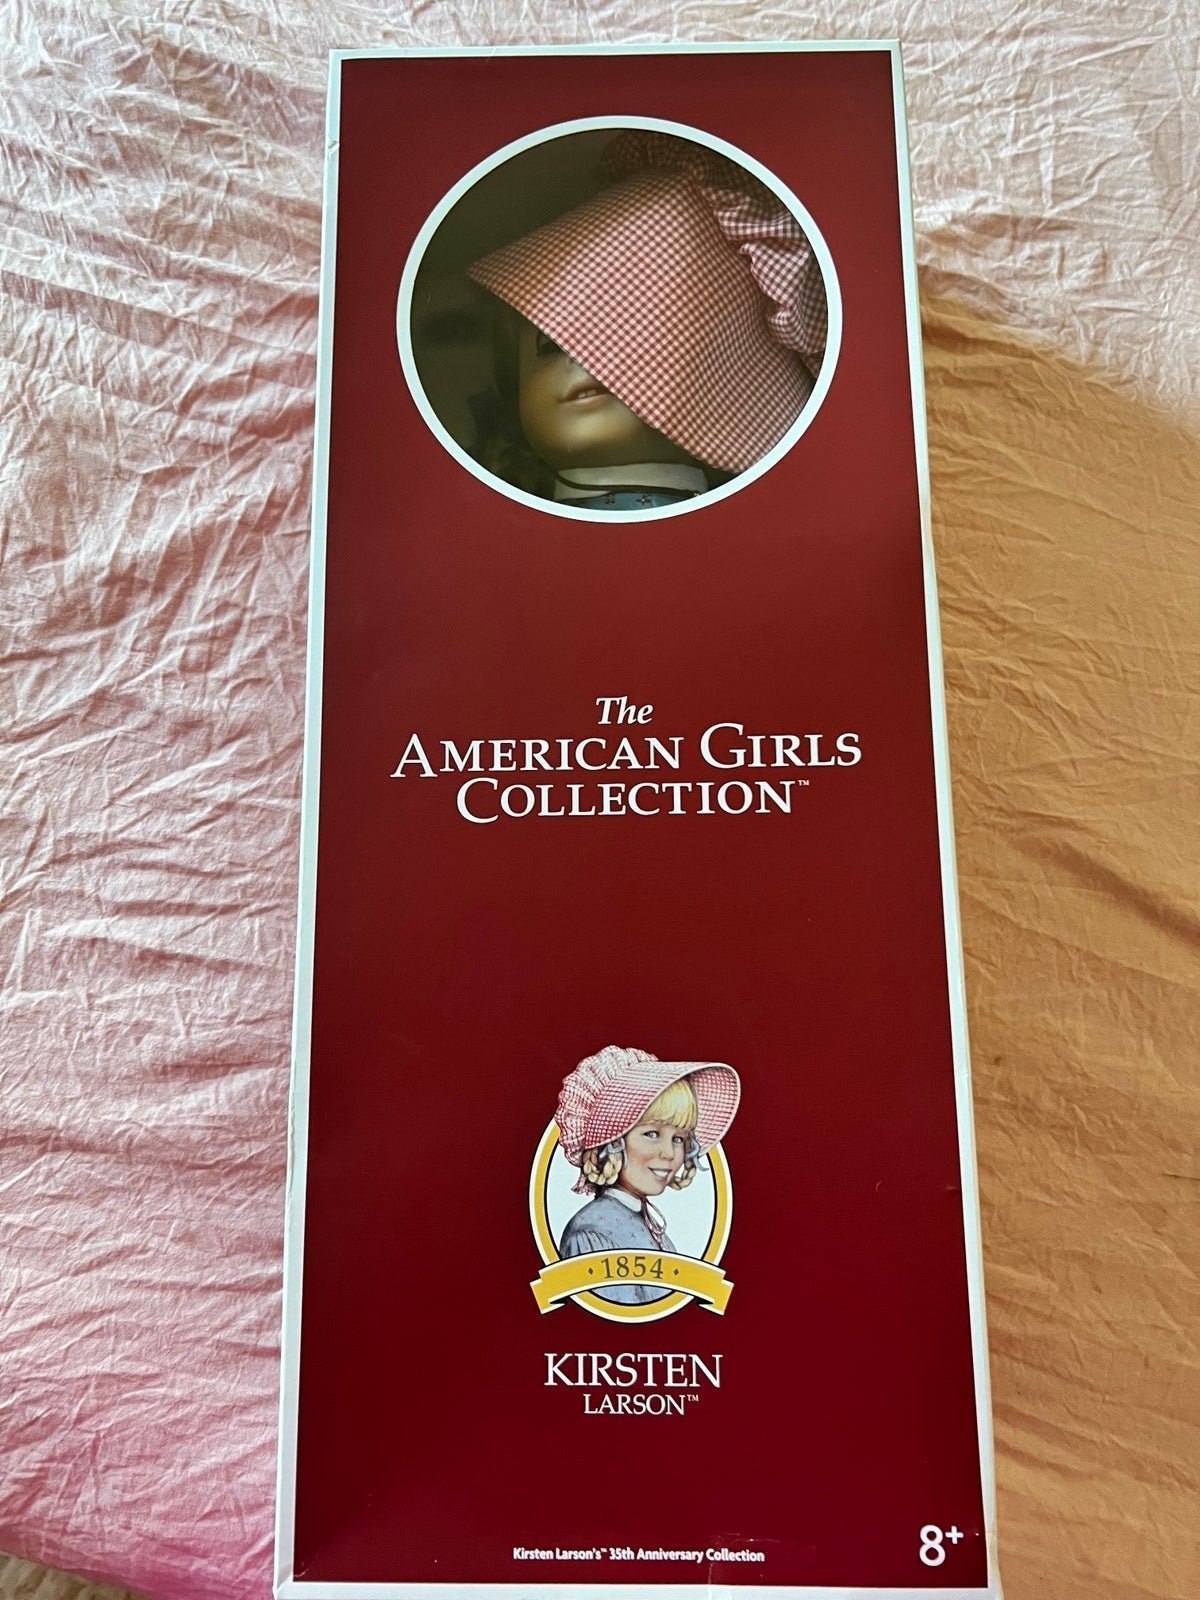 The
AMERICAN GIRLS
COLLECTION™
· 1854 ·
KIRSTEN
LARSON™
Kirsten Larson's™ 35th Anniversary Collection
8+